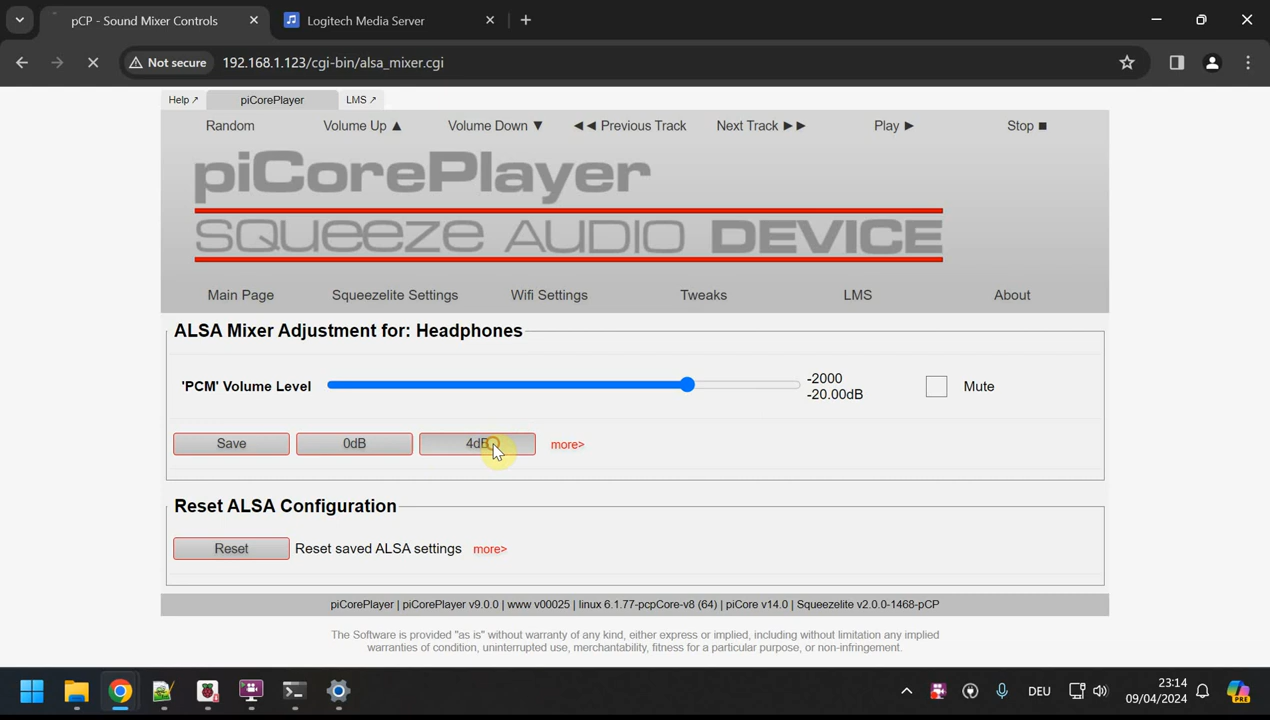 pCP - Sound Mixer Controls
Logitech Media Server
Not secure 192.168.1.123/cgi-bin/alsa_mixer.cgi
Help ↗ piCorePlayer LMS ↗
Random Volume Up ▲ Volume Down ▼ ◄◄ Previous Track Next Track ►► Play ► Stop ■
piCorePlayer
SQUEEZE AUDIO DEVICE
Main Page Squeezelite Settings Wifi Settings Tweaks LMS About
ALSA Mixer Adjustment for: Headphones
'PCM' Volume Level -2000 Mute
-20.00dB
Save 0dB 4dB more>
Reset ALSA Configuration
Reset Reset saved ALSA settings more>
piCorePlayer | piCorePlayer v9.0.0 | www v00025 | linux 6.1.77-pcpCore-v8 (64) | piCore v14.0 | Squeezelite v2.0.0-1468-pCP
The Software is provided "as is" without warranty of any kind, either express or implied, including without limitation any implied
warranties of condition, uninterrupted use, merchantability, fitness for a particular purpose, or non-infringement.
DEU 23:14
09/04/2024
PRE